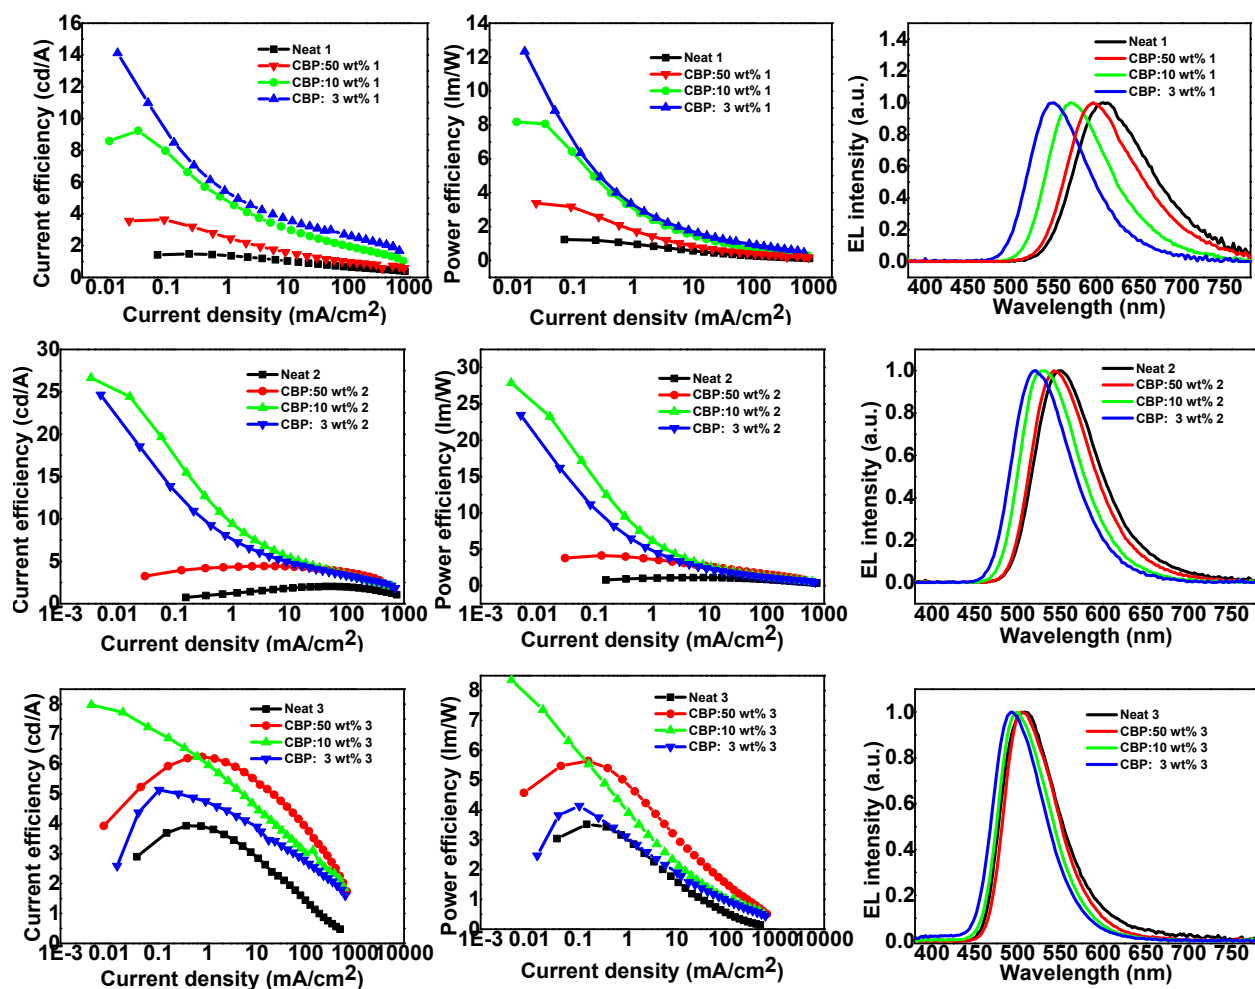 16
14
12
10
8
6
4
2
0
Current efficiency (cd/A)
Neat 1
CBP:50 wt% 1
CBP:10 wt% 1
CBP: 3 wt% 1
0.01 0.1 1 10 100 1000
Current density (mA/cm2)
14
12
10
8
6
4
2
0
Power efficiency (lm/W)
Neat 1
CBP:50 wt% 1
CBP:10 wt% 1
CBP: 3 wt% 1
0.01 0.1 1 10 100 1000
Current density (mA/cm2)
1.4
1.2
1.0
0.8
0.6
0.4
0.2
0.0
EL intensity (a.u.)
Neat 1
CBP:50 wt% 1
CBP:10 wt% 1
CBP: 3 wt% 1
400 450 500 550 600 650 700 750
Wavelength (nm)
30
25
20
15
10
5
0
Current efficiency (cd/A)
Neat 2
CBP:50 wt% 2
CBP:10 wt% 2
CBP: 3 wt% 2
1E-3 0.01 0.1 1 10 100 1000
Current density (mA/cm2)
30
25
20
15
10
5
0
Power efficiency (lm/W)
Neat 2
CBP:50 wt% 2
CBP:10 wt% 2
CBP: 3 wt% 2
1E-3 0.01 0.1 1 10 100 1000
Current density (mA/cm2)
1.0
0.8
0.6
0.4
0.2
0.0
EL intensity (a.u.)
Neat 2
CBP:50 wt% 2
CBP:10 wt% 2
CBP: 3 wt% 2
400 450 500 550 600 650 700 750
Wavelength (nm)
8
7
6
5
4
3
2
1
0
Current efficiency (cd/A)
Neat 3
CBP:50 wt% 3
CBP:10 wt% 3
CBP: 3 wt% 3
1E-3 0.01 0.1 1 10 100 1000 10000
Current density (mA/cm2)
8
7
6
5
4
3
2
1
0
Power efficiency (lm/W)
Neat 3
CBP:50 wt% 3
CBP:10 wt% 3
CBP: 3 wt% 3
1E-3 0.01 0.1 1 10 100 1000 10000
Current density (mA/cm2)
1.0
0.8
0.6
0.4
0.2
0.0
EL intensity (a.u.)
Neat 3
CBP:50 wt% 3
CBP:10 wt% 3
CBP: 3 wt% 3
400 450 500 550 600 650 700 750
Wavelength (nm)